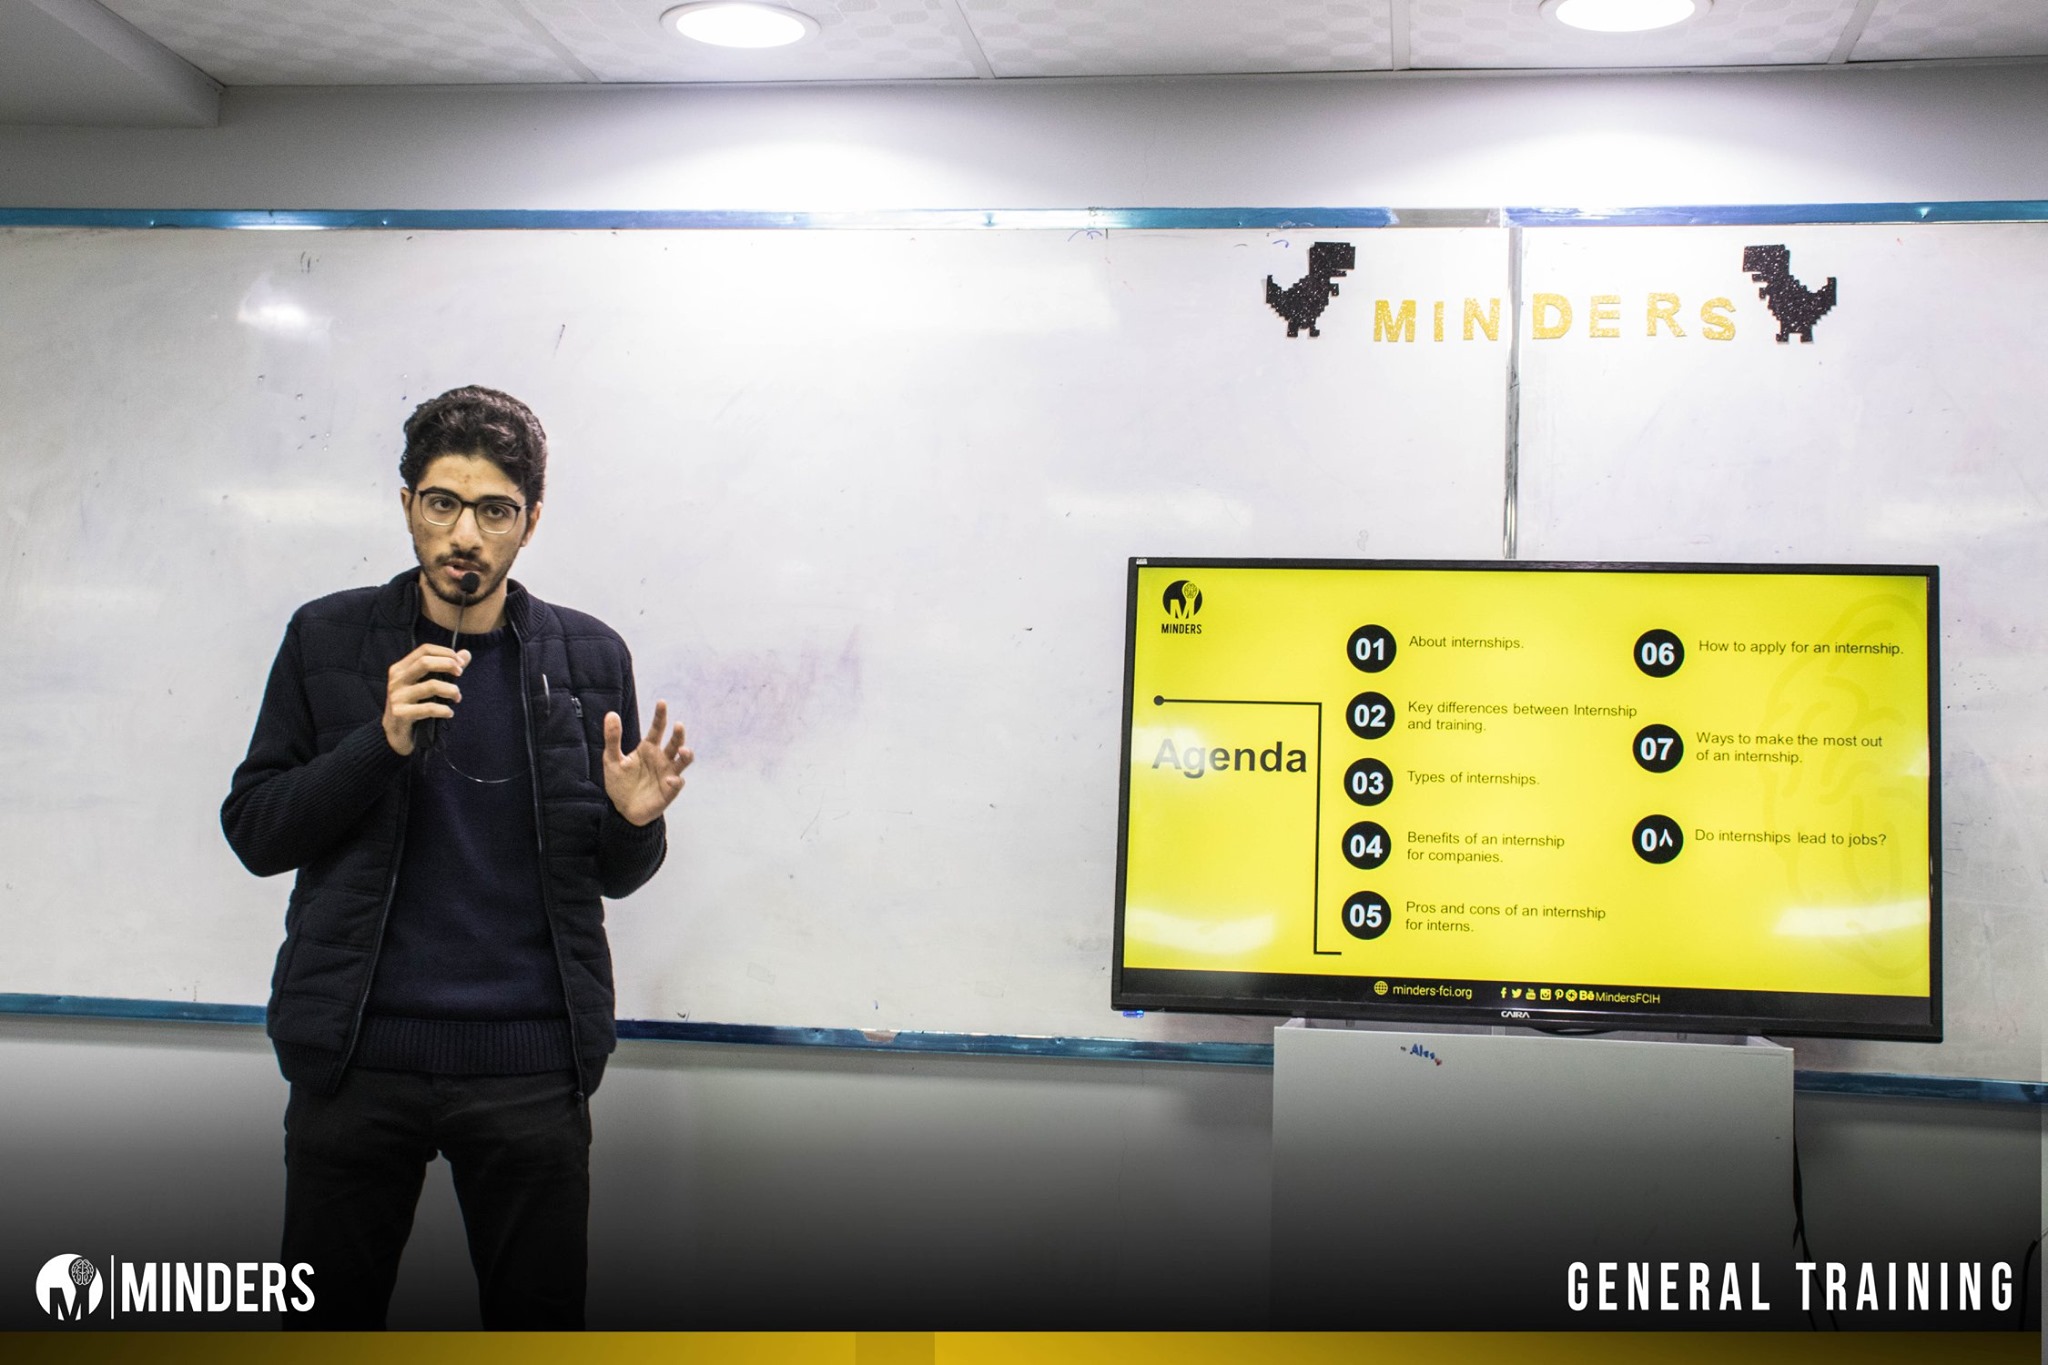 MINDERS
M
MINDERS
Agenda
01 About internships.
02 Key differences between Internship
and training.
03 Types of internships.
04 Benefits of an internship
for companies.
05 Pros and cons of an internship
for interns.
06 How to apply for an internship.
07 Ways to make the most out
of an internship.
0٨ Do internships lead to jobs?
minders-fci.org
Bē MindersFCIH
CAIRA
M MINDERS
GENERAL TRAINING